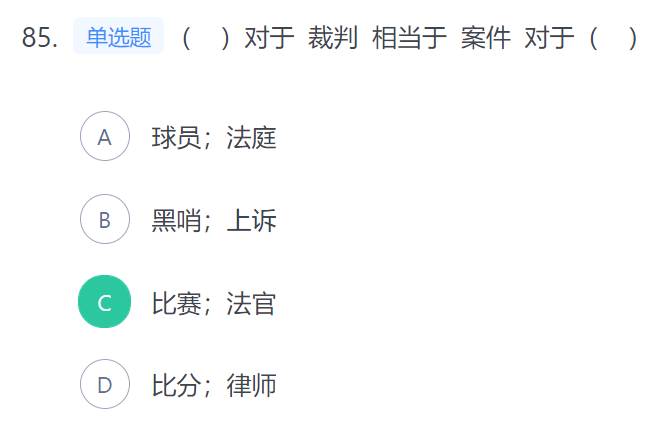 85. 单选题 （ ）对于 裁判 相当于 案件 对于（ ）
A 球员；法庭
B 黑哨；上诉
C 比赛；法官
D 比分；律师